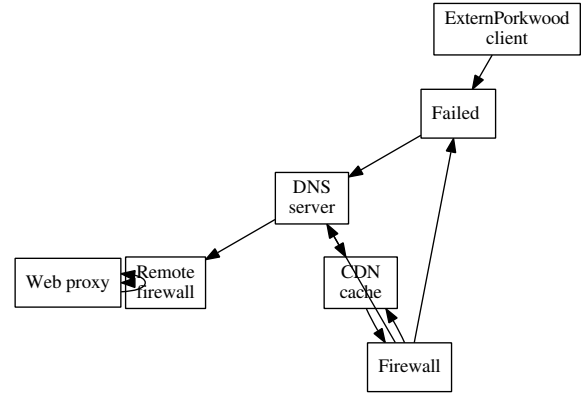 ExternPorkwood
client
Failed
DNS
server
Web proxy
Remote
firewall
CDN
cache
Firewall